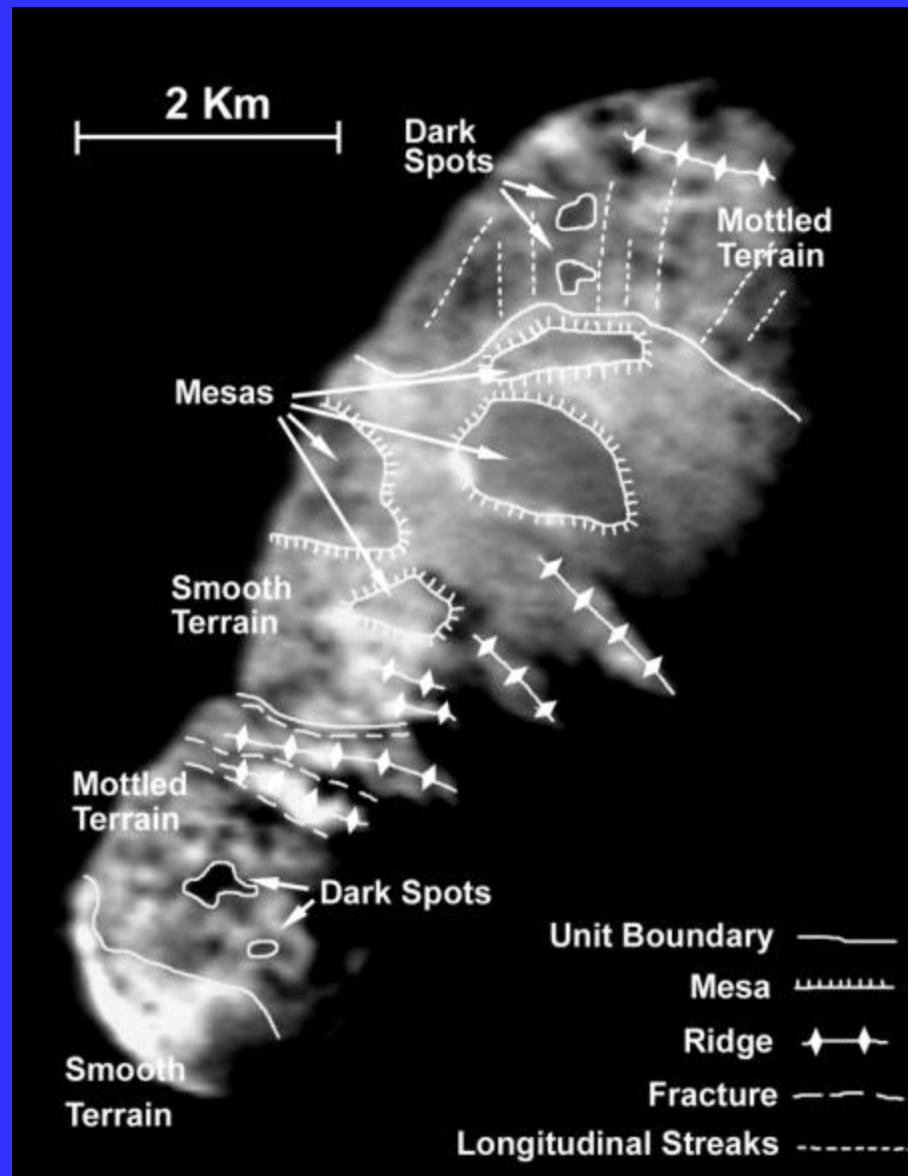 2 Km
Dark
Spots
Mottled
Terrain
Mesas
Smooth
Terrain
Mottled
Terrain
Dark Spots
Smooth
Terrain
Unit Boundary
Mesa
Ridge
Fracture
Longitudinal Streaks